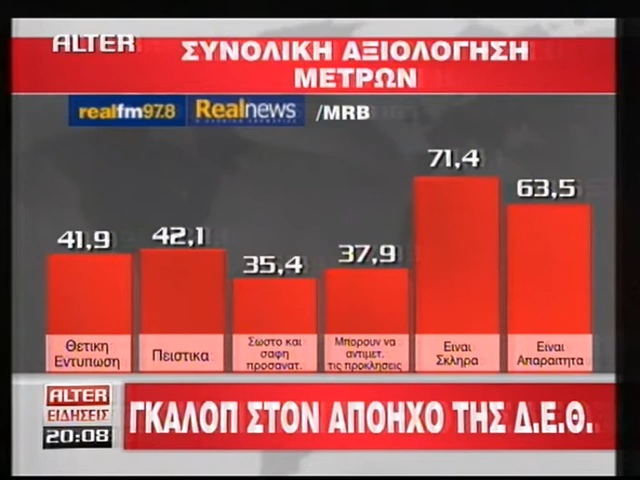 ALTER
ΣΥΝΟΛΙΚΗ ΑΞΙΟΛΟΓΗΣΗ
ΜΕΤΡΩΝ
realfm97.8 Realnews /MRB
41,9
42,1
35,4
37,9
71,4
63,5
Θετικη
Εντυπωση
Πειστικα
Σωστο και
σαφη
προσανατ.
Μπορουν να
αντιμετ.
τις προκλησεις
Ειναι
Σκληρα
Ειναι
Απαραιτητα
ALTER
ΕΙΔΗΣΕΙΣ
20:08
ΓΚΑΛΟΠ ΣΤΟΝ ΑΠΟΗΧΟ ΤΗΣ Δ.Ε.Θ.